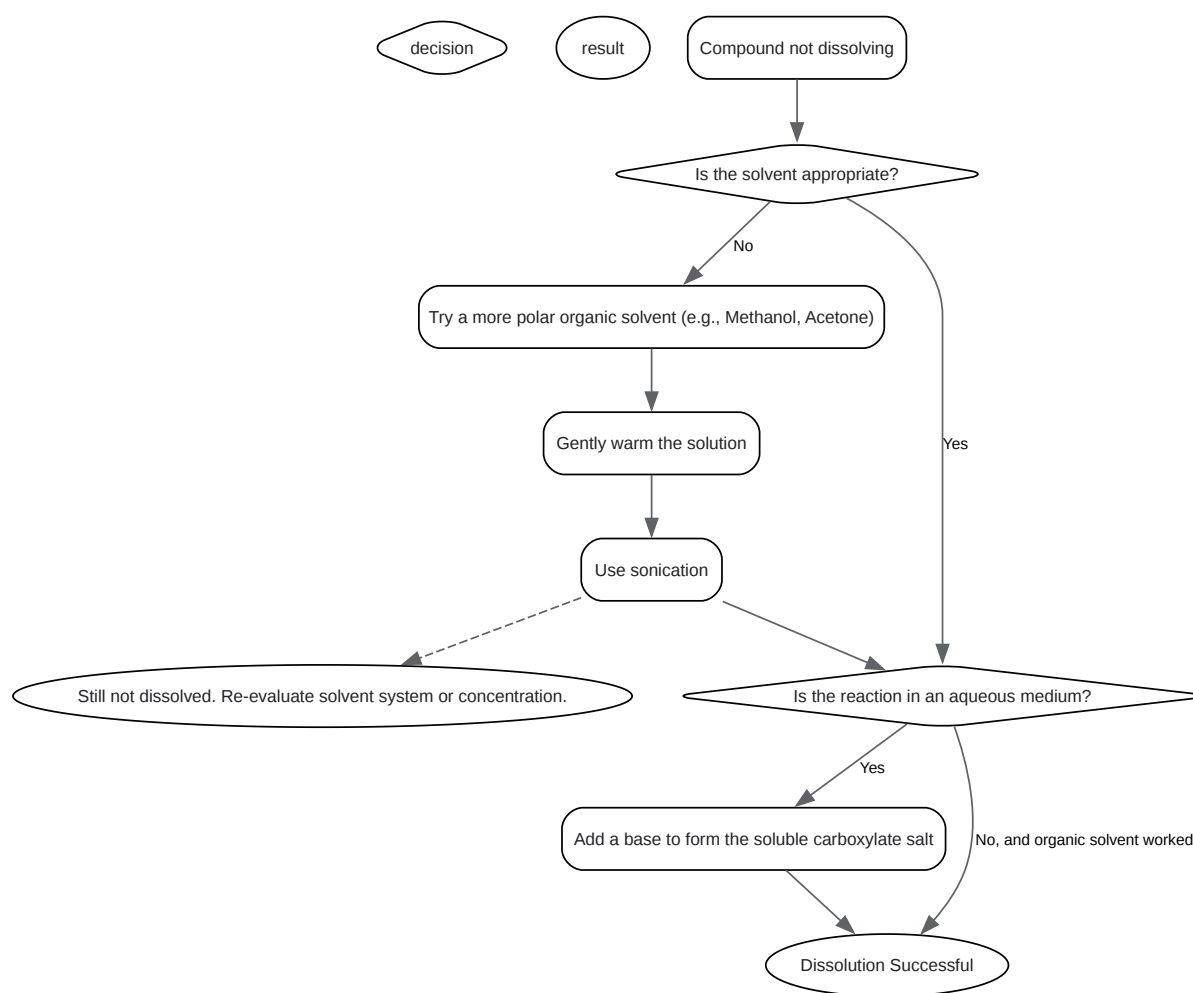 decision
result
Compound not dissolving
Is the solvent appropriate?
No
Try a more polar organic solvent (e.g., Methanol, Acetone)
Gently warm the solution
Yes
Use sonication
Still not dissolved. Re-evaluate solvent system or concentration.
Is the reaction in an aqueous medium?
Yes
Add a base to form the soluble carboxylate salt
No, and organic solvent worked
Dissolution Successful